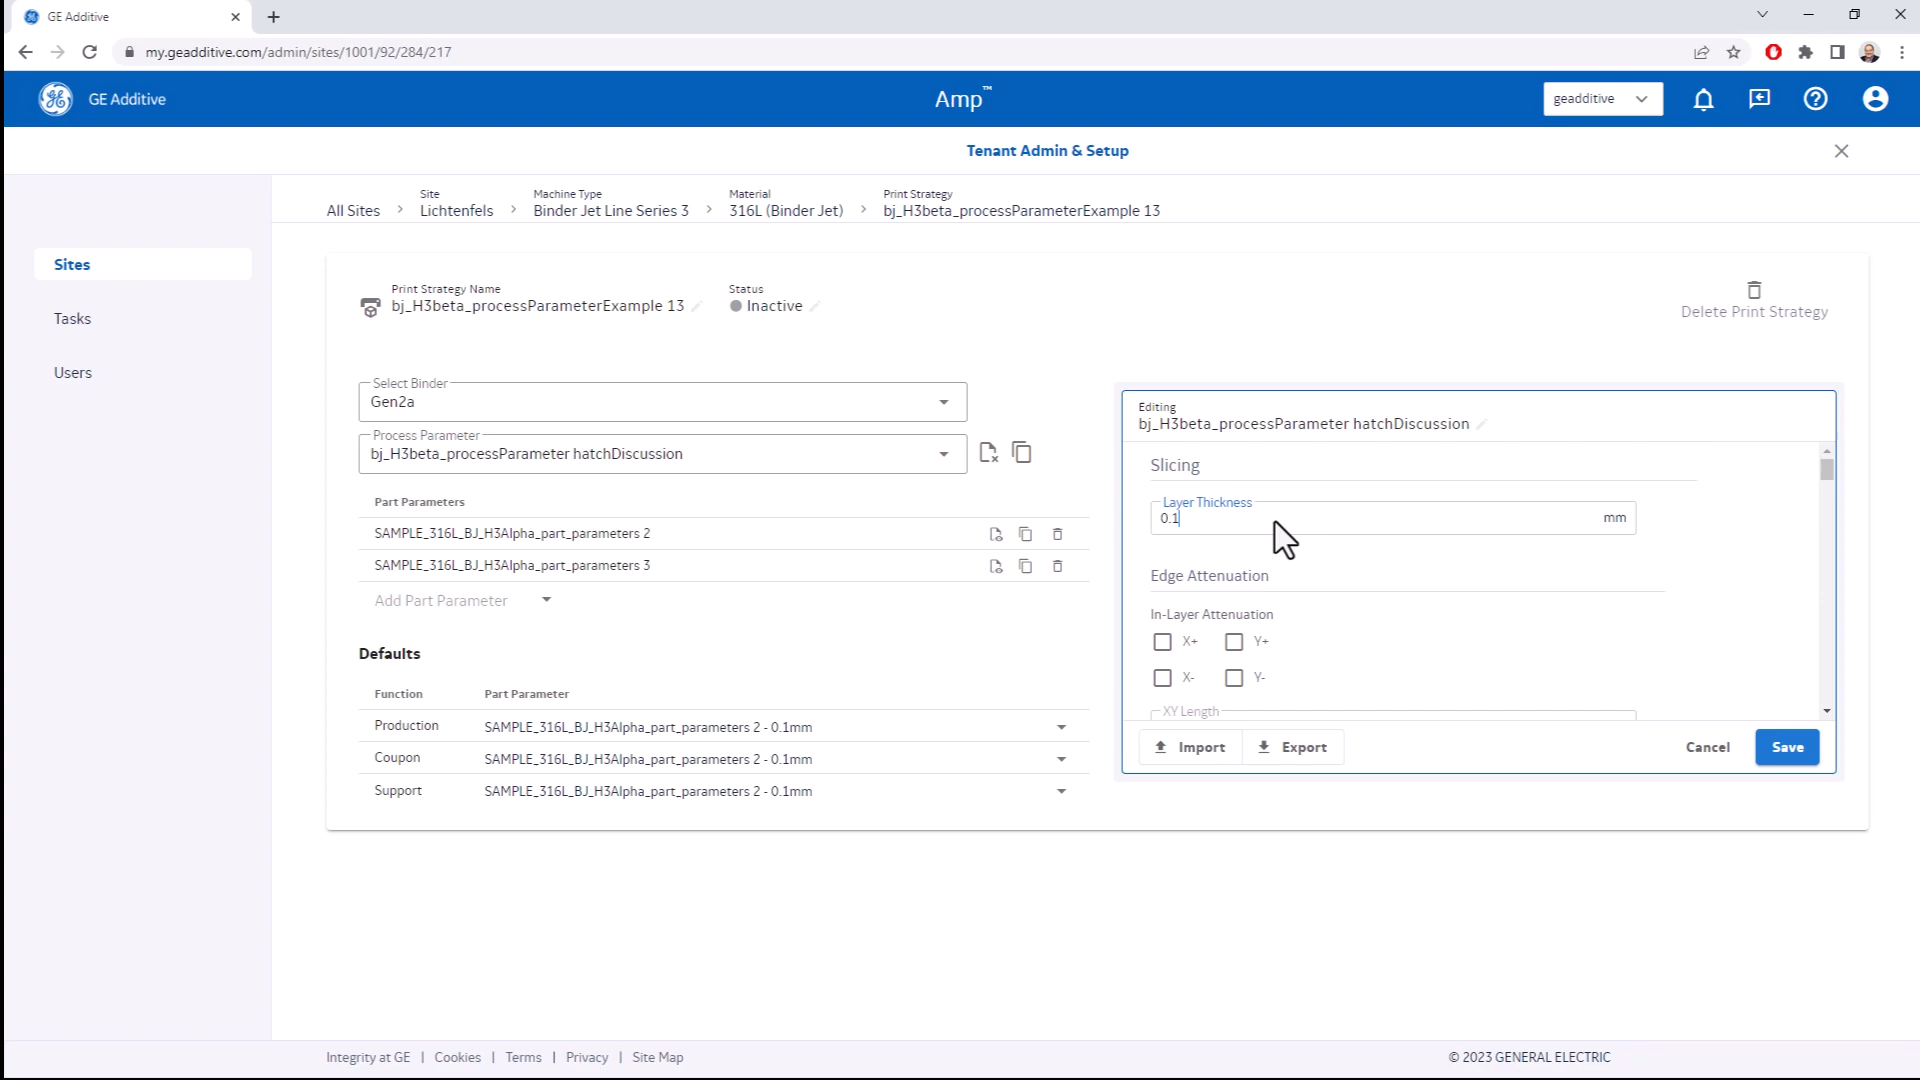 GE Additive
my.geadditive.com/admin/sites/1001/92/284/217
GE Additive
Amp™
geadditive
Tenant Admin & Setup
Sites
Tasks
Users
All Sites
Site
Lichtenfels
Machine Type
Binder Jet Line Series 3
Material
316L (Binder Jet)
Print Strategy
bj_H3beta_processParameterExample 13
Print Strategy Name
bj_H3beta_processParameterExample 13
Status
Inactive
Delete Print Strategy
Select Binder
Gen2a
Process Parameter
bj_H3beta_processParameter hatchDiscussion
Part Parameters
SAMPLE_316L_BJ_H3Alpha_part_parameters 2
SAMPLE_316L_BJ_H3Alpha_part_parameters 3
Add Part Parameter
Defaults
Function Part Parameter
Production SAMPLE_316L_BJ_H3Alpha_part_parameters 2 - 0.1mm
Coupon SAMPLE_316L_BJ_H3Alpha_part_parameters 2 - 0.1mm
Support SAMPLE_316L_BJ_H3Alpha_part_parameters 2 - 0.1mm
Editing
bj_H3beta_processParameter hatchDiscussion
Slicing
Layer Thickness
0.1 mm
Edge Attenuation
In-Layer Attenuation
X+ Y+
X- Y-
XY Length
Import Export Cancel Save
Integrity at GE | Cookies | Terms | Privacy | Site Map
© 2023 GENERAL ELECTRIC